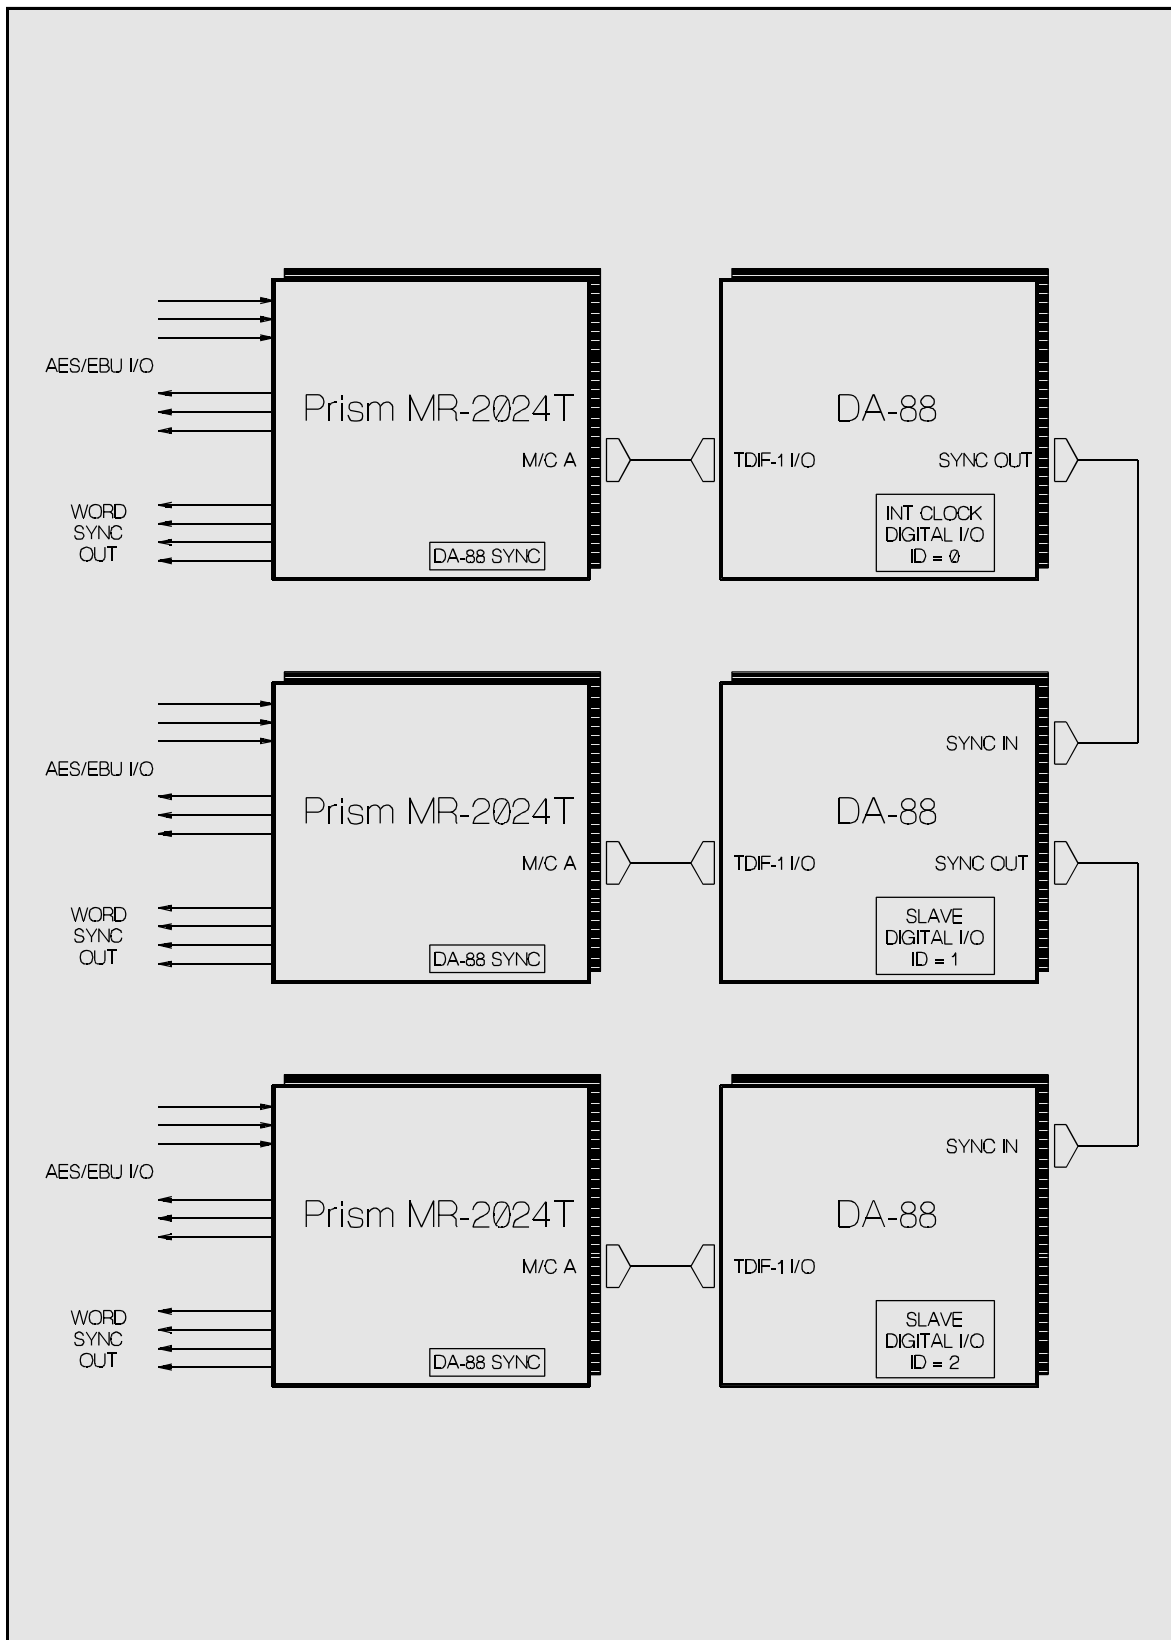 AES/EBU I/O
Prism MR-2024T
M/C A
WORD
SYNC
OUT
DA-88 SYNC
DA-88
TDIF-1 I/O
SYNC OUT
INT CLOCK
DIGITAL I/O
ID = 0
AES/EBU I/O
Prism MR-2024T
M/C A
WORD
SYNC
OUT
DA-88 SYNC
SYNC IN
DA-88
TDIF-1 I/O
SYNC OUT
SLAVE
DIGITAL I/O
ID = 1
AES/EBU I/O
Prism MR-2024T
M/C A
WORD
SYNC
OUT
DA-88 SYNC
SYNC IN
DA-88
TDIF-1 I/O
SLAVE
DIGITAL I/O
ID = 2